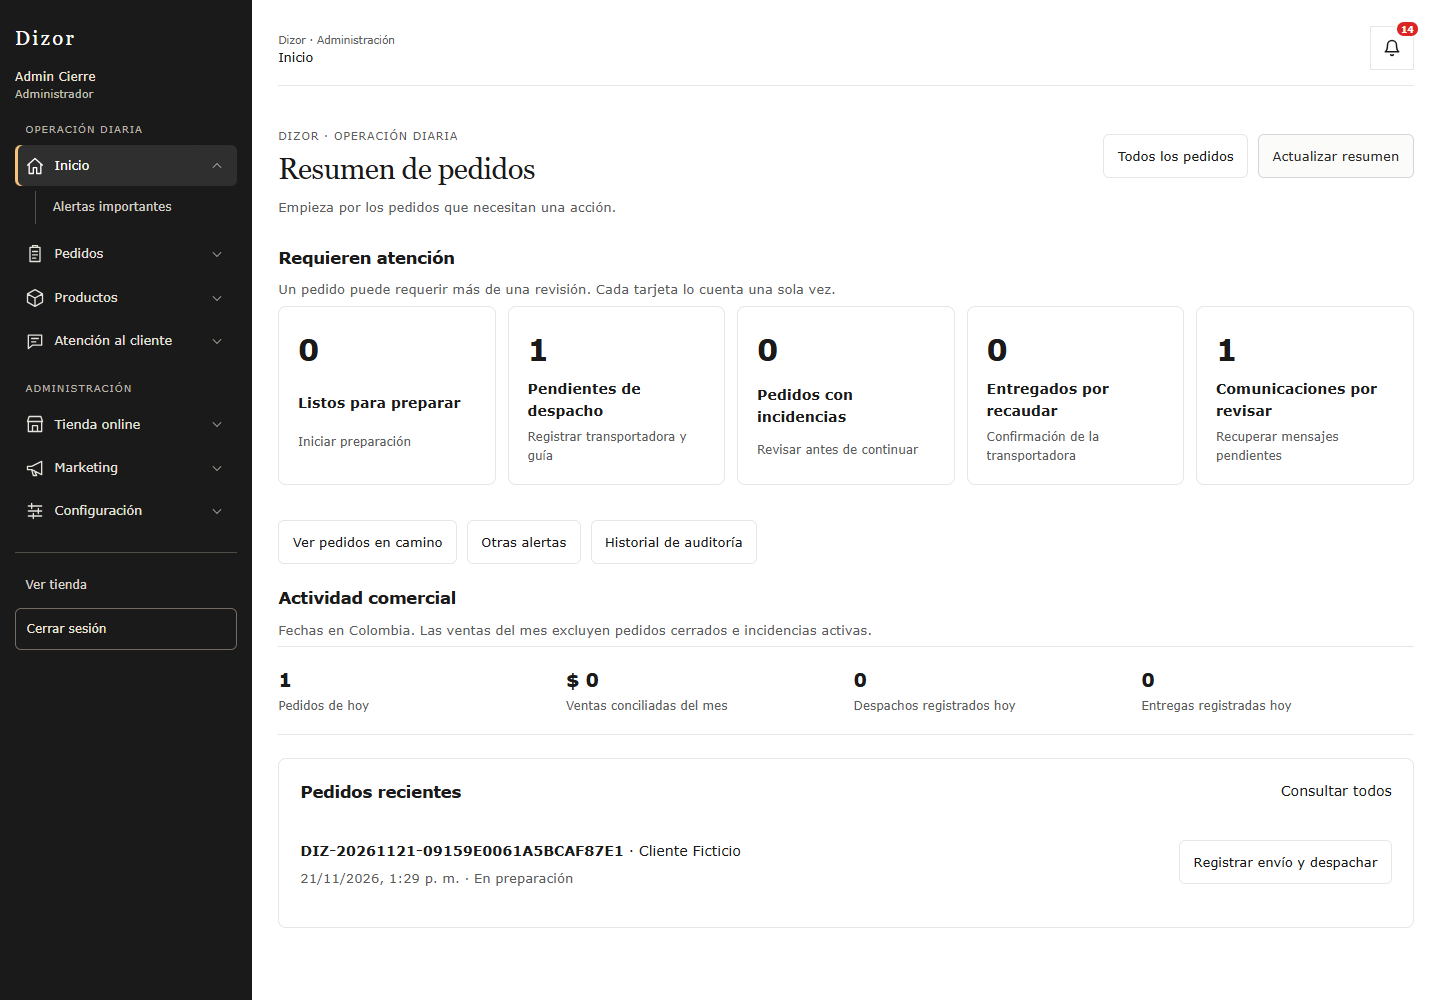 Dizor
Admin Cierre
Administrador
OPERACIÓN DIARIA
Inicio
Alertas importantes
Pedidos
Productos
Atención al cliente
ADMINISTRACIÓN
Tienda online
Marketing
Configuración
Ver tienda
Cerrar sesión
Dizor · Administración
Inicio
14
DIZOR · OPERACIÓN DIARIA
Resumen de pedidos
Empieza por los pedidos que necesitan una acción.
Todos los pedidos
Actualizar resumen
Requieren atención
Un pedido puede requerir más de una revisión. Cada tarjeta lo cuenta una sola vez.
0
Listos para preparar
Iniciar preparación
1
Pendientes de
despacho
Registrar transportadora y
guía
0
Pedidos con
incidencias
Revisar antes de continuar
0
Entregados por
recaudar
Confirmación de la
transportadora
1
Comunicaciones por
revisar
Recuperar mensajes
pendientes
Ver pedidos en camino
Otras alertas
Historial de auditoría
Actividad comercial
Fechas en Colombia. Las ventas del mes excluyen pedidos cerrados e incidencias activas.
1
Pedidos de hoy
$ 0
Ventas conciliadas del mes
0
Despachos registrados hoy
0
Entregas registradas hoy
Pedidos recientes
Consultar todos
DIZ-20261121-09159E0061A5BCAF87E1 · Cliente Ficticio
21/11/2026, 1:29 p. m. · En preparación
Registrar envío y despachar